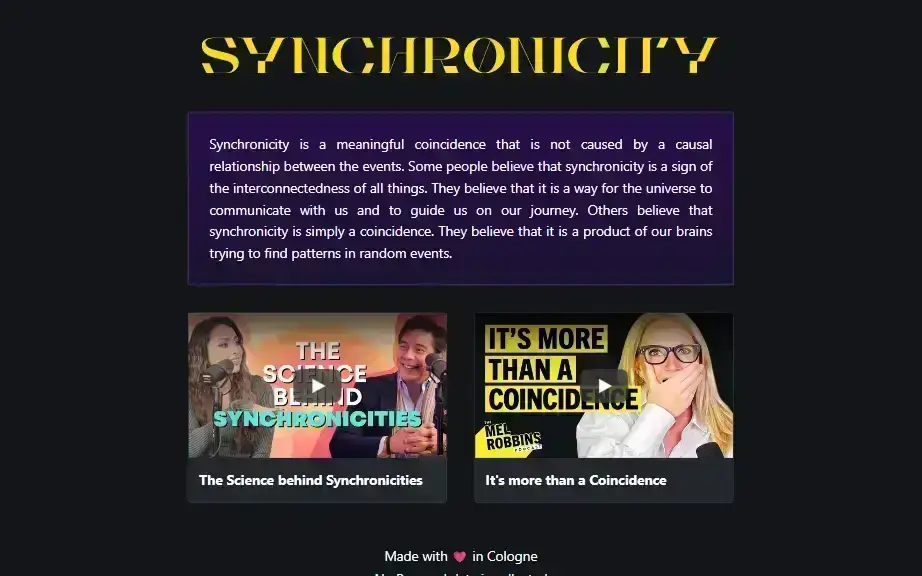 SYNCHRONICITY
Synchronicity is a meaningful coincidence that is not caused by a causal
relationship between the events. Some people believe that synchronicity is a sign of
the interconnectedness of all things. They believe that it is a way for the universe to
communicate with us and to guide us on our journey. Others believe that
synchronicity is simply a coincidence. They believe that it is a product of our brains
trying to find patterns in random events.
THE
SCIENCE
BEHIND
SYNCHRONICITIES
The Science behind Synchronicities
IT'S MORE
THAN A
COINCIDENCE
THE
MEL
ROBBINS
PODCAST
It's more than a Coincidence
Made with 💗 in Cologne